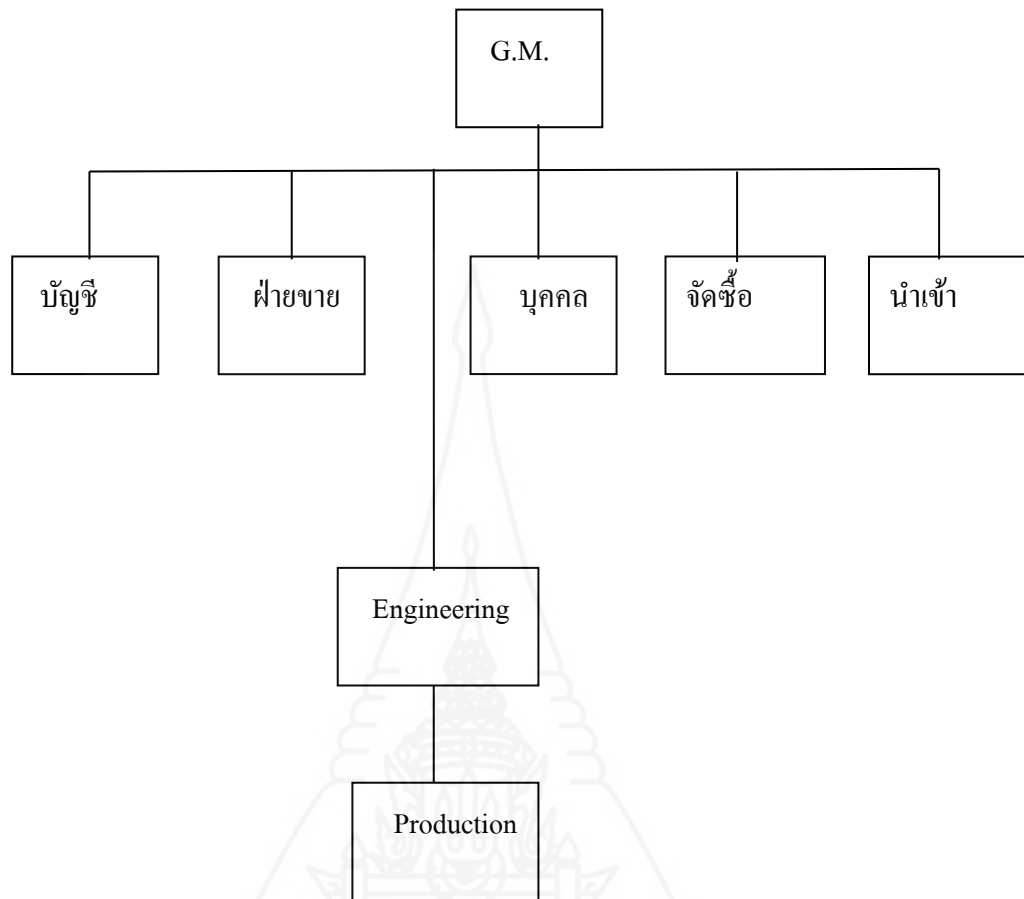 G.M.
บัญชี
ฝ่ายขาย
บุคคล
จัดซื้อ
นำเข้า
Engineering
Production